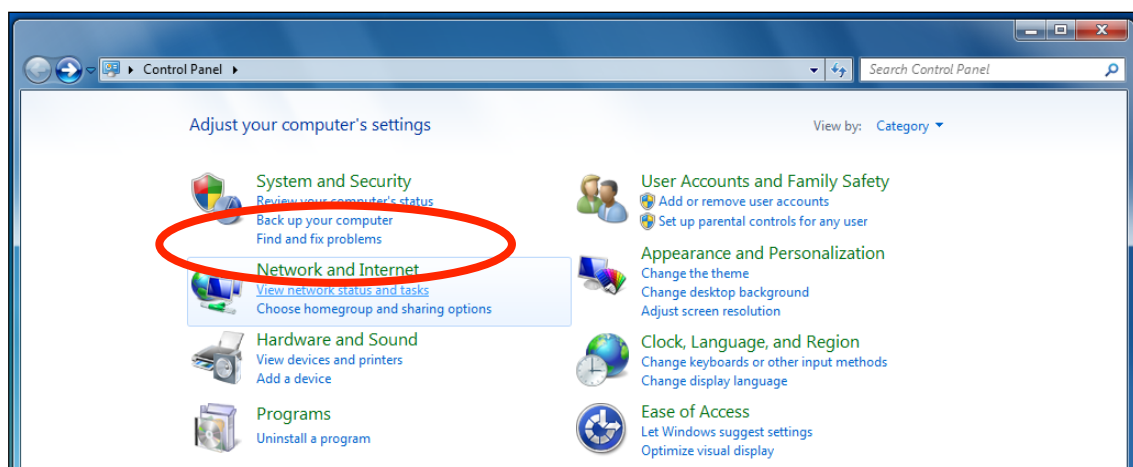 Control Panel
Search Control Panel
Adjust your computer's settings
View by: Category
System and Security
Review your computer's status
Back up your computer
Find and fix problems
Network and Internet
View network status and tasks
Choose homegroup and sharing options
Hardware and Sound
View devices and printers
Add a device
Programs
Uninstall a program
User Accounts and Family Safety
Add or remove user accounts
Set up parental controls for any user
Appearance and Personalization
Change the theme
Change desktop background
Adjust screen resolution
Clock, Language, and Region
Change keyboards or other input methods
Change display language
Ease of Access
Let Windows suggest settings
Optimize visual display